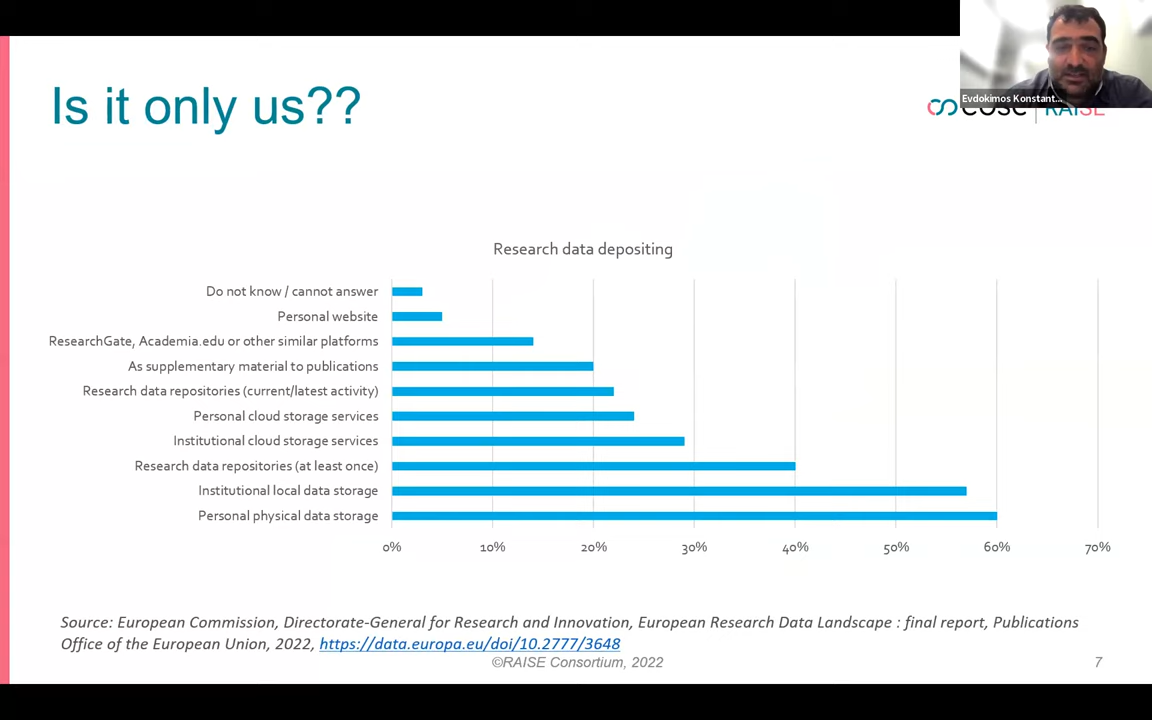 Is it only us??
Evdokimos Konstant...
eosc | RAISE
Research data depositing
Do not know / cannot answer
Personal website
ResearchGate, Academia.edu or other similar platforms
As supplementary material to publications
Research data repositories (current/latest activity)
Personal cloud storage services
Institutional cloud storage services
Research data repositories (at least once)
Institutional local data storage
Personal physical data storage
0% 10% 20% 30% 40% 50% 60% 70%
Source: European Commission, Directorate-General for Research and Innovation, European Research Data Landscape : final report, Publications
Office of the European Union, 2022, https://data.europa.eu/doi/10.2777/3648
©RAISE Consortium, 2022
7